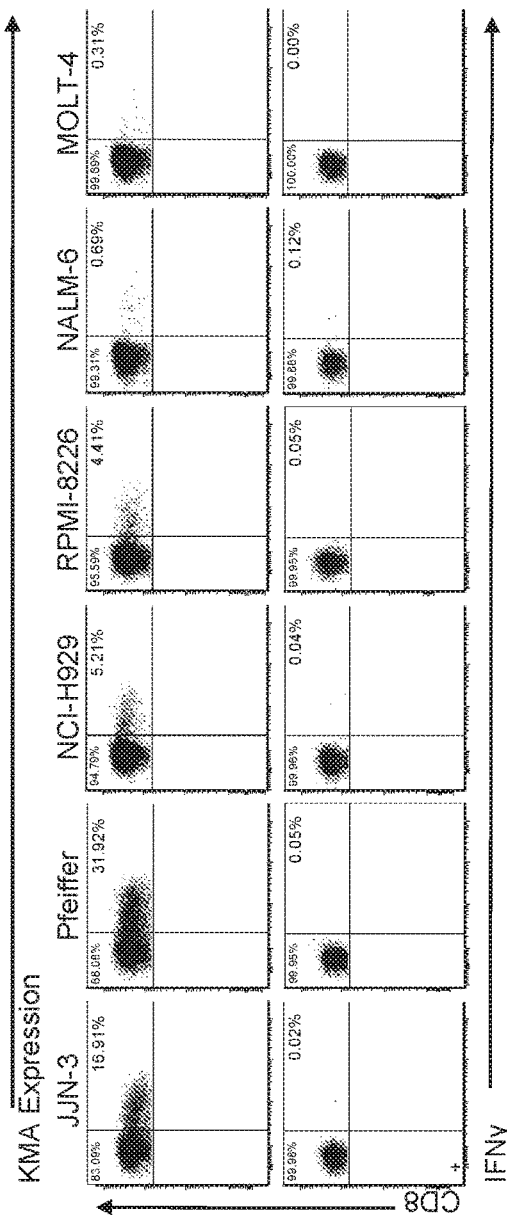 KMA Expression
JJN-3 Pfeiffer NCI-H929 RPMI-8226 NALM-6 MOLT-4
83.09% 16.91% 68.08% 31.92% 94.79% 5.21% 95.59% 4.41% 99.31% 0.69% 99.69% 0.31%
99.98% 0.02% 99.95% 0.05% 99.96% 0.04% 99.95% 0.05% 99.88% 0.12% 100.00% 0.00%
+
CD8
IFNγ